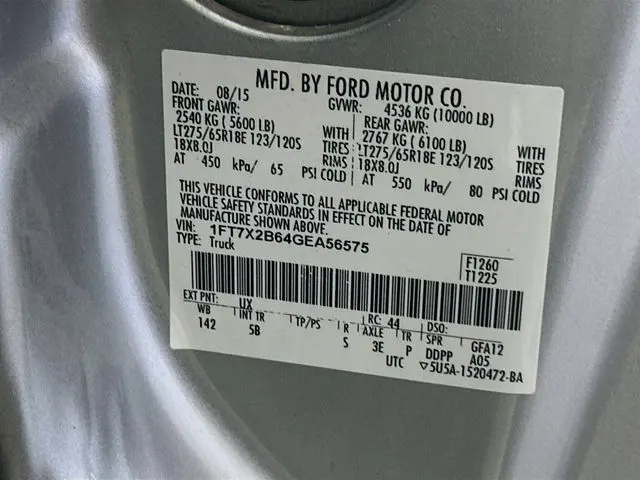 MFD. BY FORD MOTOR CO.
DATE: 08/15 GVWR: 4536 KG (10000 LB)
FRONT GAWR: REAR GAWR:
2540 KG ( 5600 LB) WITH 2767 KG ( 6100 LB) WITH
LT275/65R18E 123/120S TIRES LT275/65R18E 123/120S TIRES
18X8.0J RIMS 18X8.0J RIMS
AT 450 kPa/ 65 PSI COLD AT 550 kPa/ 80 PSI COLD
THIS VEHICLE CONFORMS TO ALL APPLICABLE FEDERAL MOTOR
VEHICLE SAFETY STANDARDS IN EFFECT ON THE DATE OF
MANUFACTURE SHOWN ABOVE.
VIN: 1FT7X2B64GEA56575
TYPE: Truck
F1260
T1225
EXT PNT: UX RC: 44 DSO:
WB INT TR TP/PS R AXLE TR SPR GFA12
142 5B S 3E P DDPP A05
UTC ▽5U5A-1520472-BA